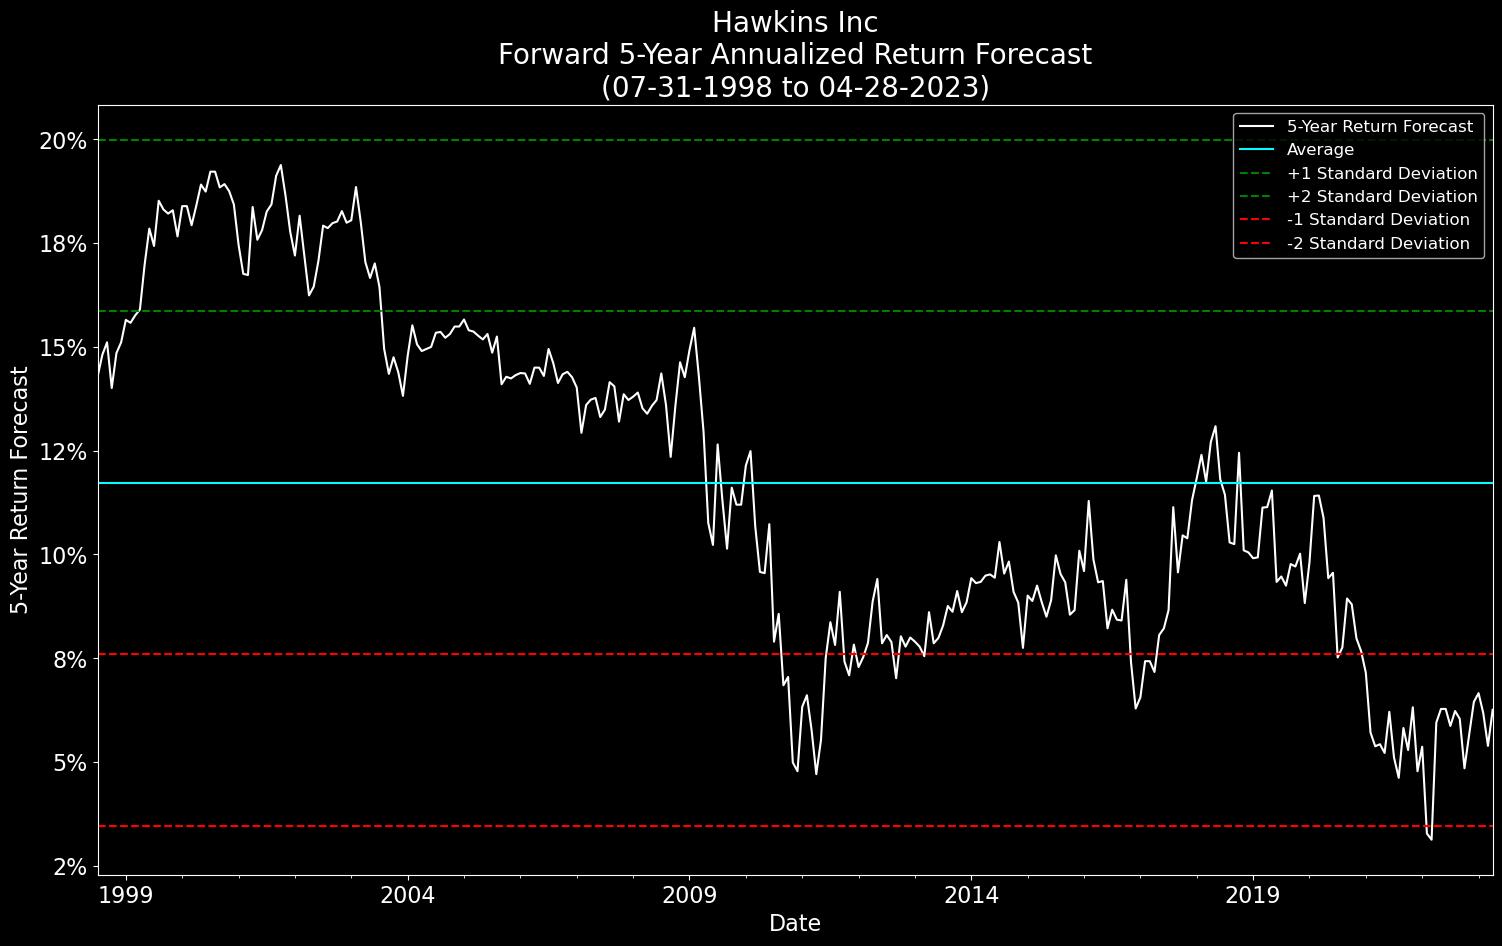 Hawkins Inc
Forward 5-Year Annualized Return Forecast
(07-31-1998 to 04-28-2023)
5-Year Return Forecast
Average
+1 Standard Deviation
+2 Standard Deviation
-1 Standard Deviation
-2 Standard Deviation
5-Year Return Forecast
20%
18%
15%
12%
10%
8%
5%
2%
1999
2004
2009
2014
2019
Date